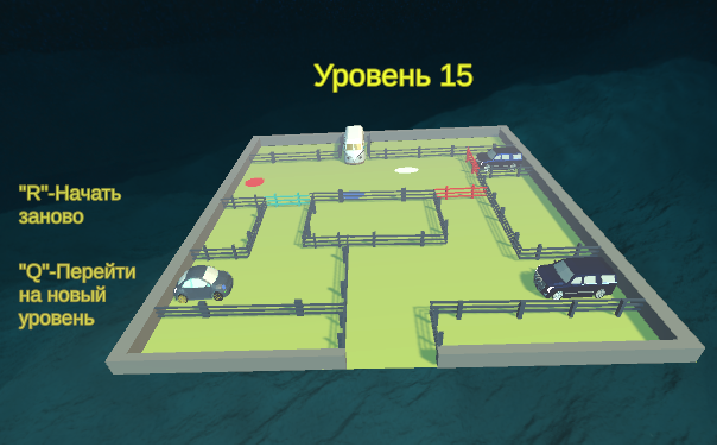 Уровень 15
"R"-Начать
заново
"Q"-Перейти
на новый
уровень